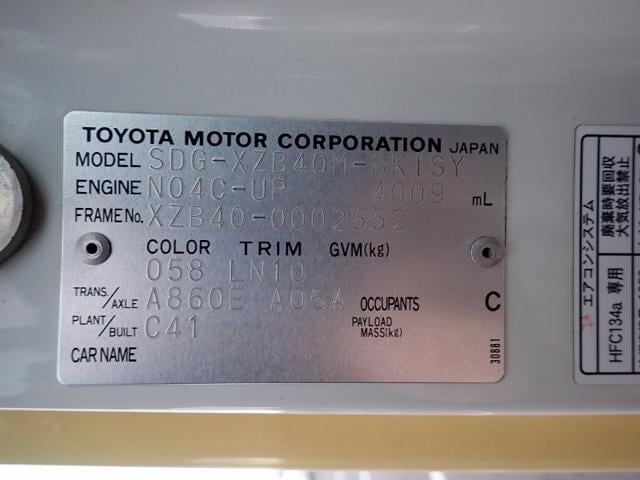 TOYOTA MOTOR CORPORATION JAPAN
MODEL SDG-XZB40M-BKTSY
ENGINE N04C-UP 4009 mL
FRAME No. XZB40-0002552
COLOR TRIM GVM(kg)
058 LN10
TRANS./AXLE A860E A05A OCCUPANTS C
PLANT/BUILT C41 PAYLOAD MASS(kg)
CAR NAME
30881
エアコンシステム
廃棄時要回収
大気放出禁止
HFC134a 専用